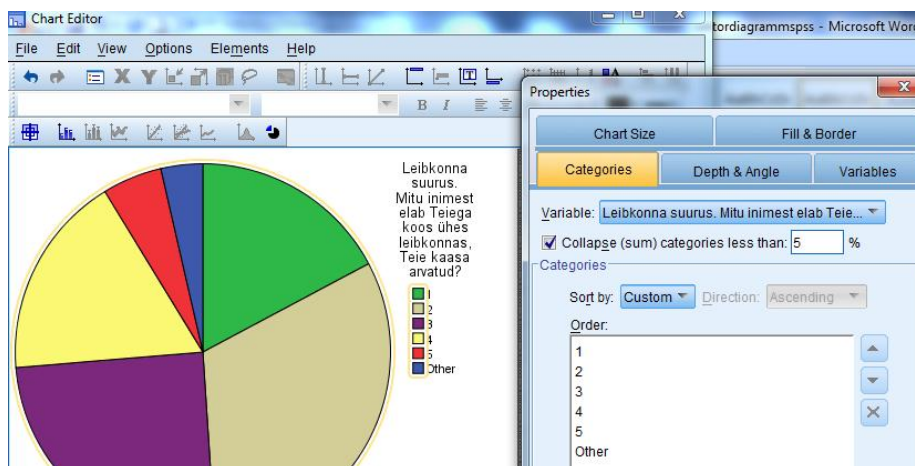 Chart Editor
tordiagrammspss - Microsoft Word
File Edit View Options Elements Help
X Y
B I
Properties
Chart Size Fill & Border
Categories Depth & Angle Variables
Variable: Leibkonna suurus. Mitu inimest elab Teie...
Collapse (sum) categories less than: 5 %
Categories
Sort by: Custom Direction: Ascending
Order:
1
2
3
4
5
Other
Leibkonna
suurus.
Mitu inimest
elab Teiega
koos ühes
leibkonnas,
Teie kaasa
arvatud?
1
2
3
4
5
Other